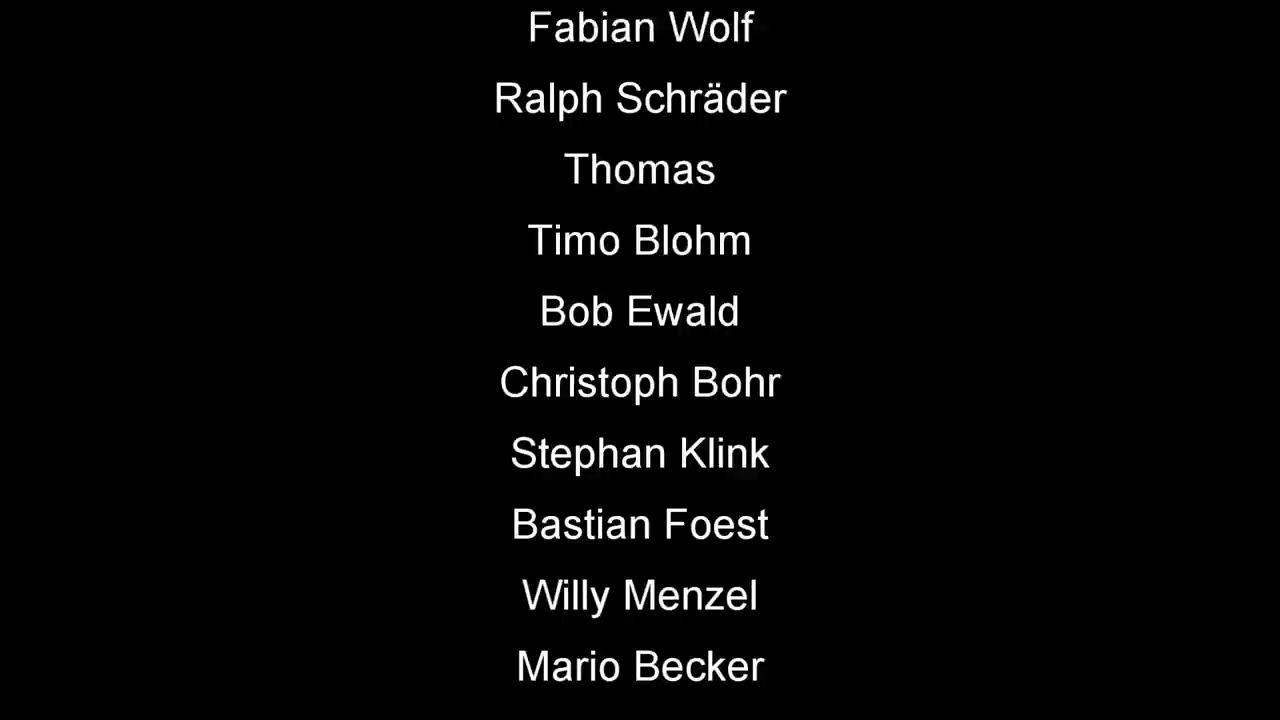 Fabian Wolf
Ralph Schräder
Thomas
Timo Blohm
Bob Ewald
Christoph Bohr
Stephan Klink
Bastian Foest
Willy Menzel
Mario Becker